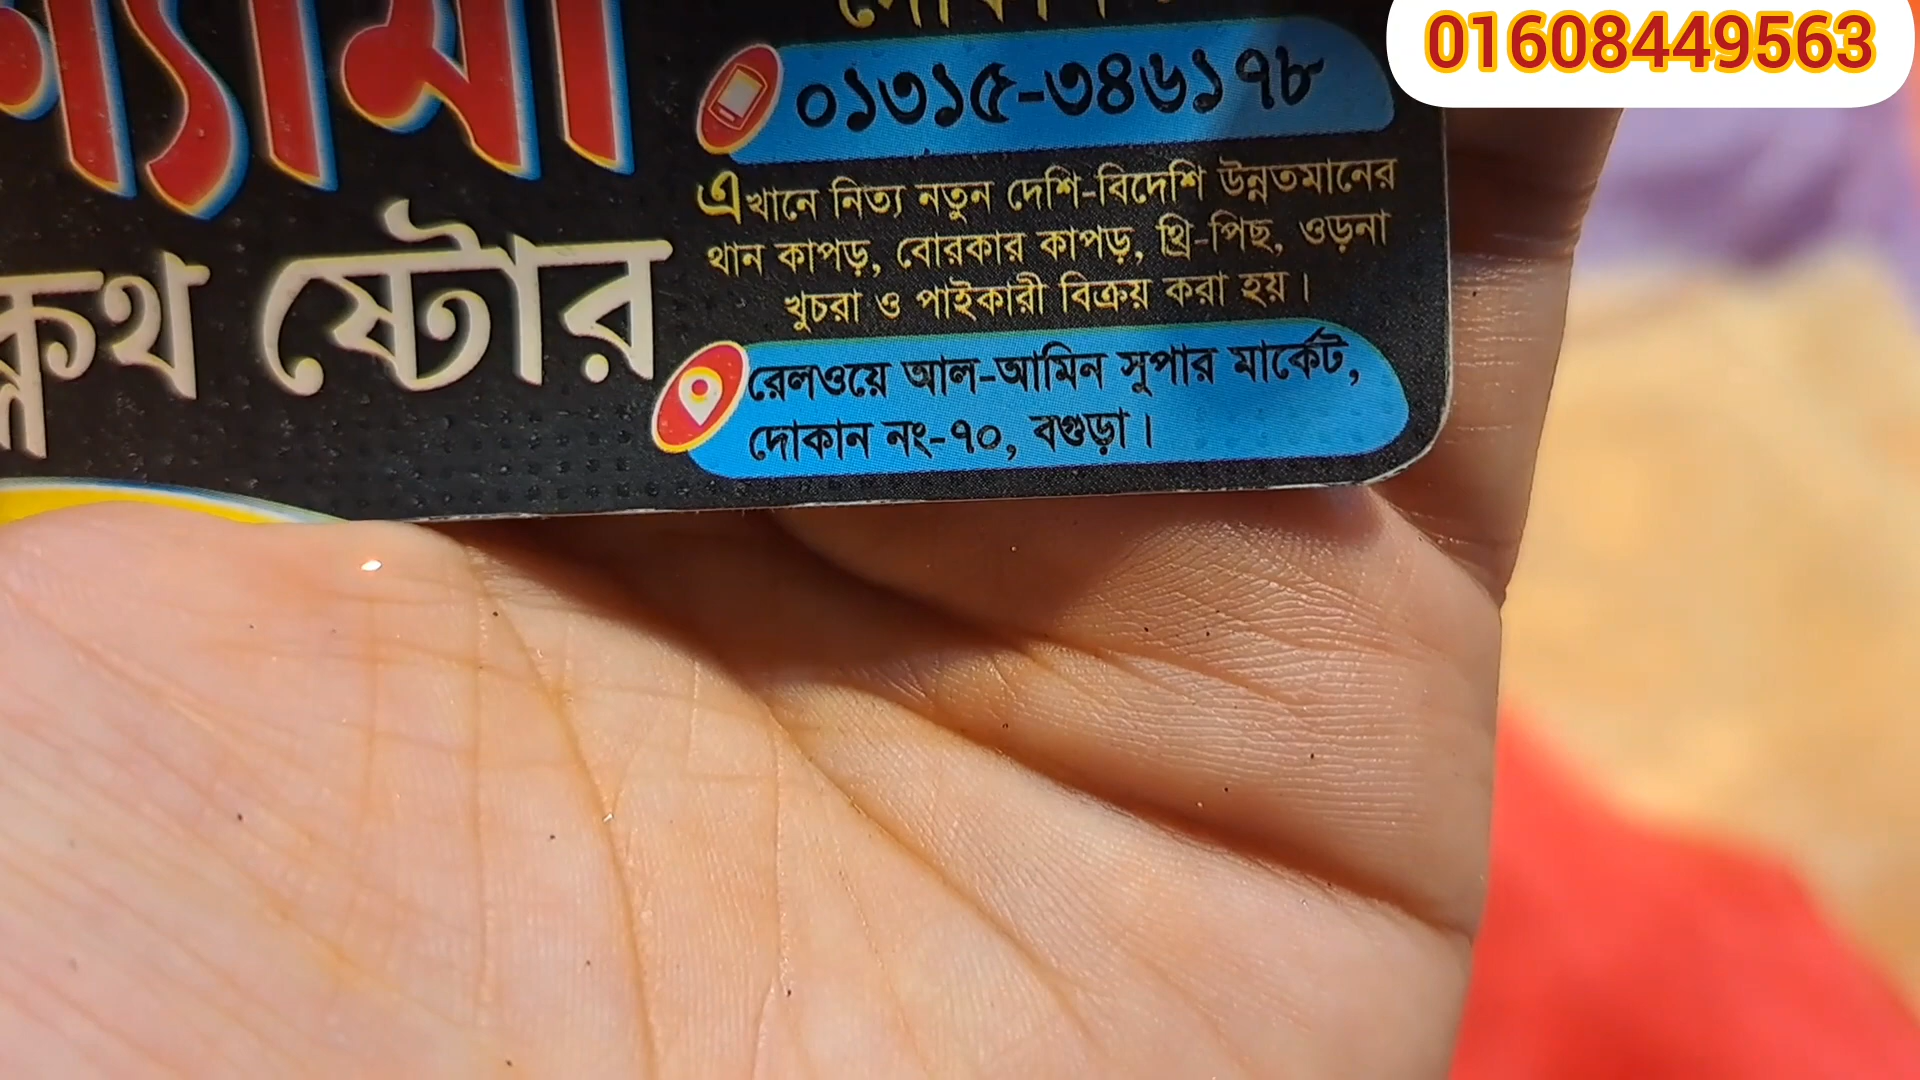 01608449563
০১৩১৫-৩৪৬১৭৮
এখানে নিত্য নতুন দেশি-বিদেশি উন্নতমানের
থান কাপড়, বোরকার কাপড়, থ্রি-পিছ, ওড়না
খুচরা ও পাইকারী বিক্রয় করা হয়।
ষ্টোর
রেলওয়ে আল-আমিন সুপার মার্কেট,
দোকান নং-৭০, বগুড়া।